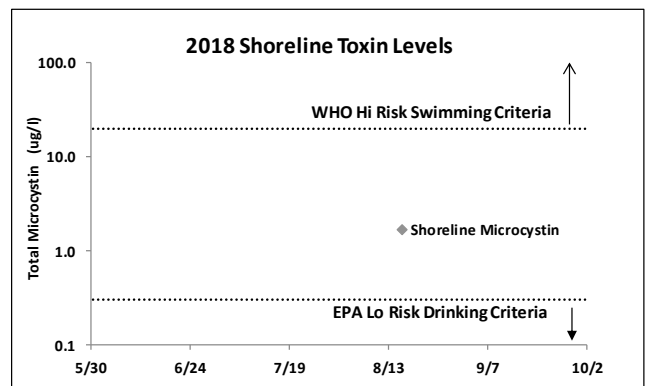 2018 Shoreline Toxin Levels
100.0
WHO Hi Risk Swimming Criteria
10.0
Total Microcystin (ug/l)
Shoreline Microcystin
1.0
EPA Lo Risk Drinking Criteria
0.1
5/30 6/24 7/19 8/13 9/7 10/2